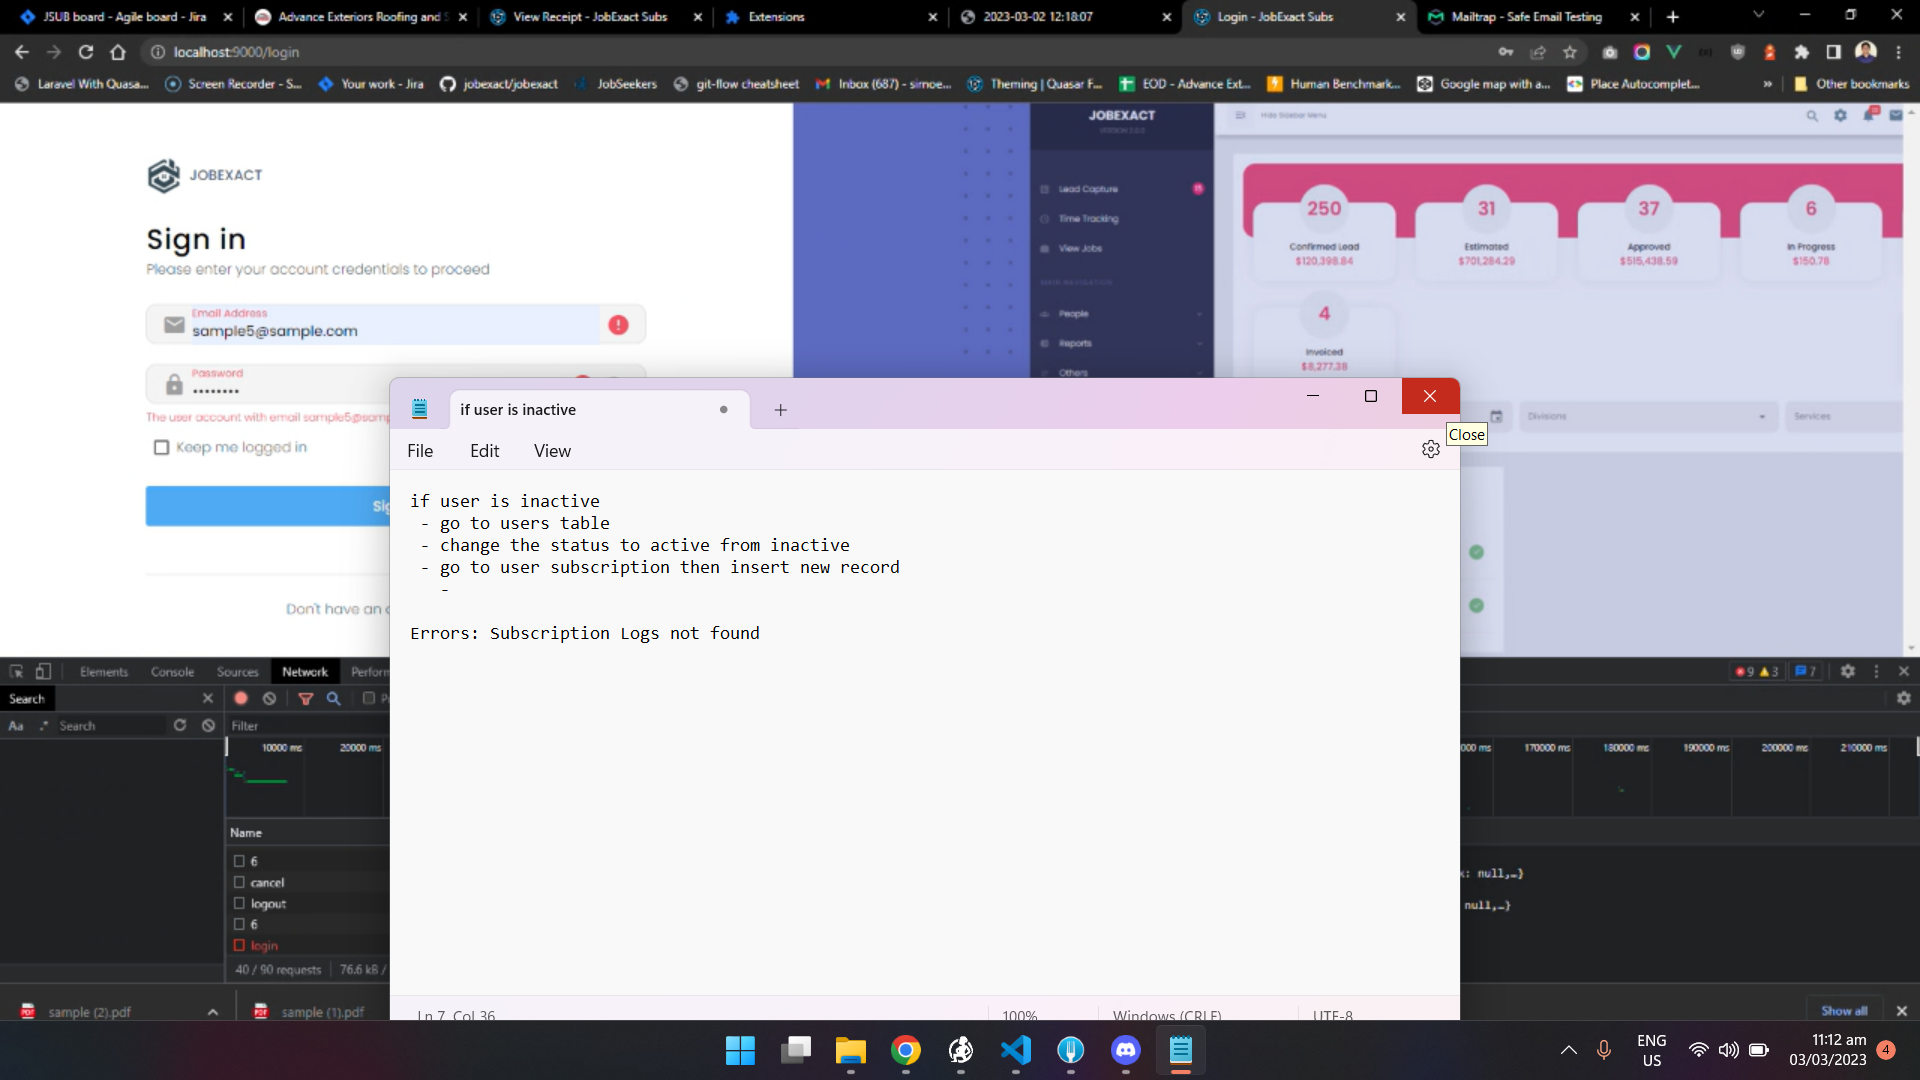 JSUB board - Agile board - Jira
Advance Exteriors Roofing and S
View Receipt - JobExact Subs
Extensions
2023-03-02 12:18:07
Login - JobExact Subs
Mailtrap - Safe Email Testing
localhost:9000/login
Laravel With Quasa...
Screen Recorder - S...
Your work - Jira
jobexact/jobexact
JobSeekers
git-flow cheatsheet
Inbox (687) - simoe...
Theming | Quasar F...
EOD - Advance Ext...
Human Benchmark...
Google map with a...
Place Autocomplet...
»
Other bookmarks
JOBEXACT
Sign in
Please enter your account credentials to proceed
Email Address
sample5@sample.com
Password
••••••••
The user account with email sample5@samp
Keep me logged in
Sig
Don't have an
JOBEXACT
Lead Capture
Time Tracking
View Jobs
MAIN NAVIGATION
People
Reports
Others
Hide Sidebar Menu
250
Confirmed Lead
$120,398.84
31
Estimated
$701,284.29
37
Approved
$515,438.59
6
In Progress
$150.78
4
Invoiced
$8,277.38
Divisions
Services
if user is inactive
Close
File
Edit
View
if user is inactive
- go to users table
- change the status to active from inactive
- go to user subscription then insert new record
-
Errors: Subscription Logs not found
Ln 7, Col 36
100%
Windows (CRLF)
UTF-8
Elements
Console
Sources
Network
Perform
9
3
7
Search
Aa
.*
Search
Filter
10000 ms
20000 ms
000 ms
170000 ms
180000 ms
190000 ms
200000 ms
210000 ms
Name
6
cancel
logout
6
login
40 / 90 requests
76.6 kB /
x: null,…}
null,…}
sample (2).pdf
sample (1).pdf
Show all
ENG
US
11:12 am
03/03/2023
4